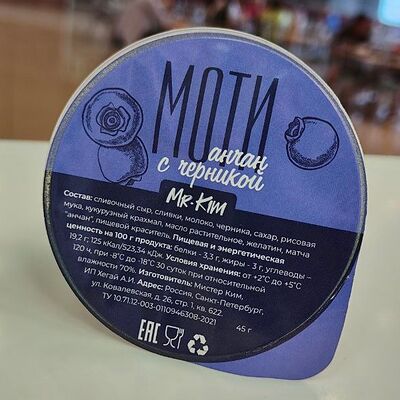 МОТИ
анчан
с черникой
Mr. Kim
Состав: сливочный сыр, сливки, молоко, черника, сахар, рисовая
мука, кукурузный крахмал, масло растительное, желатин, матча
"анчан", пищевой краситель. Пищевая и энергетическая
ценность на 100 г продукта: белки - 3,3 г, жиры - 3 г, углеводы –
19,2 г; 125 кКал/523,34 кДж. Условия хранения: от +2°С до +5°С
120 ч, при -8°С до -18°С 30 суток при относительной
влажности 70%. Изготовитель: Мистер Ким,
ИП Хегай А.И. Адрес: Россия, Санкт-Петербург,
ул. Ковалевская, д. 26, стр. 1, кв. 622.
ТУ 10.71.12-003-0110946308-2021
ЕАС
45 г